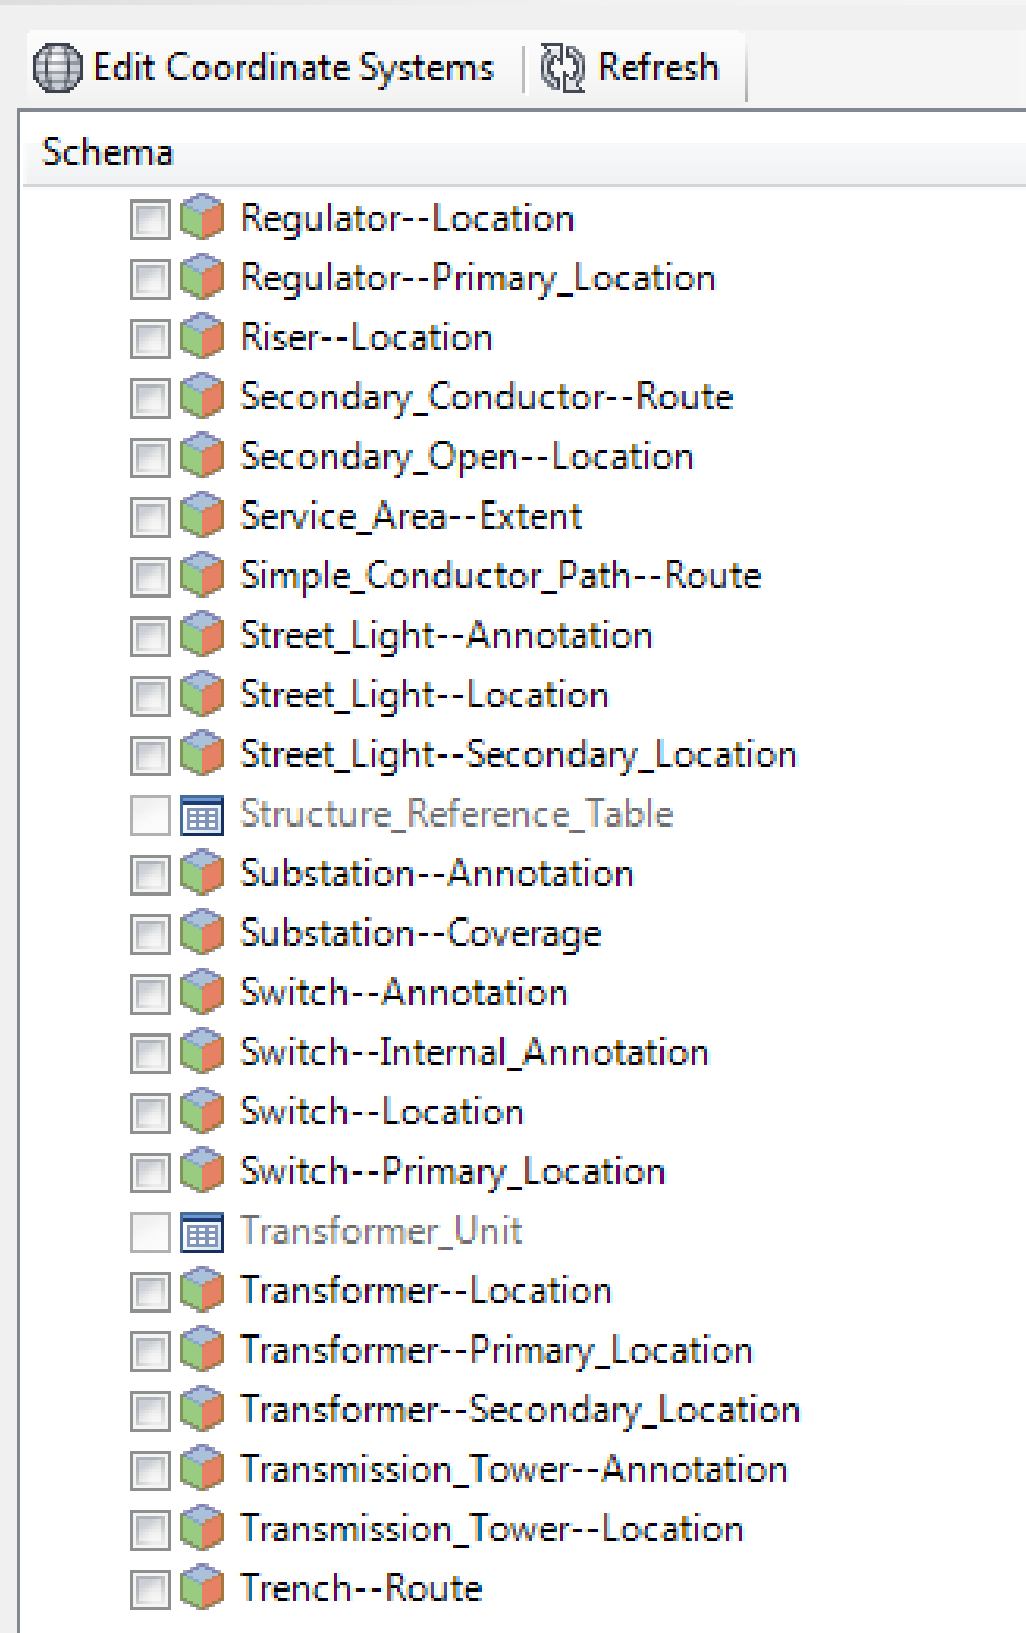 Edit Coordinate Systems Refresh
Schema
Regulator--Location
Regulator--Primary_Location
Riser--Location
Secondary_Conductor--Route
Secondary_Open--Location
Service_Area--Extent
Simple_Conductor_Path--Route
Street_Light--Annotation
Street_Light--Location
Street_Light--Secondary_Location
Structure_Reference_Table
Substation--Annotation
Substation--Coverage
Switch--Annotation
Switch--Internal_Annotation
Switch--Location
Switch--Primary_Location
Transformer_Unit
Transformer--Location
Transformer--Primary_Location
Transformer--Secondary_Location
Transmission_Tower--Annotation
Transmission_Tower--Location
Trench--Route